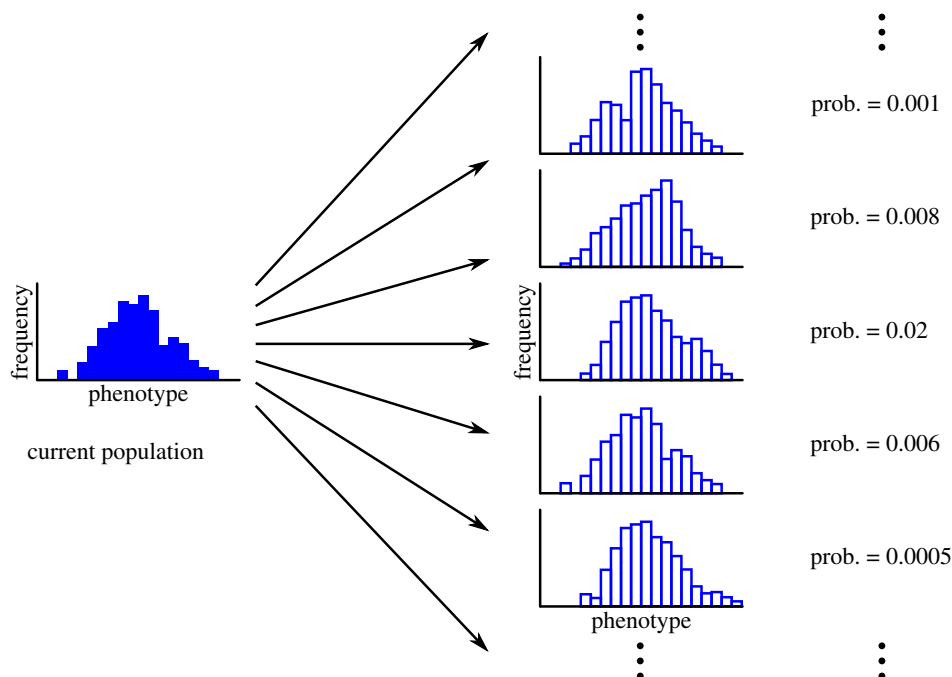 prob. = 0.001
prob. = 0.008
frequency
phenotype
current population
frequency
prob. = 0.02
prob. = 0.006
prob. = 0.0005
phenotype